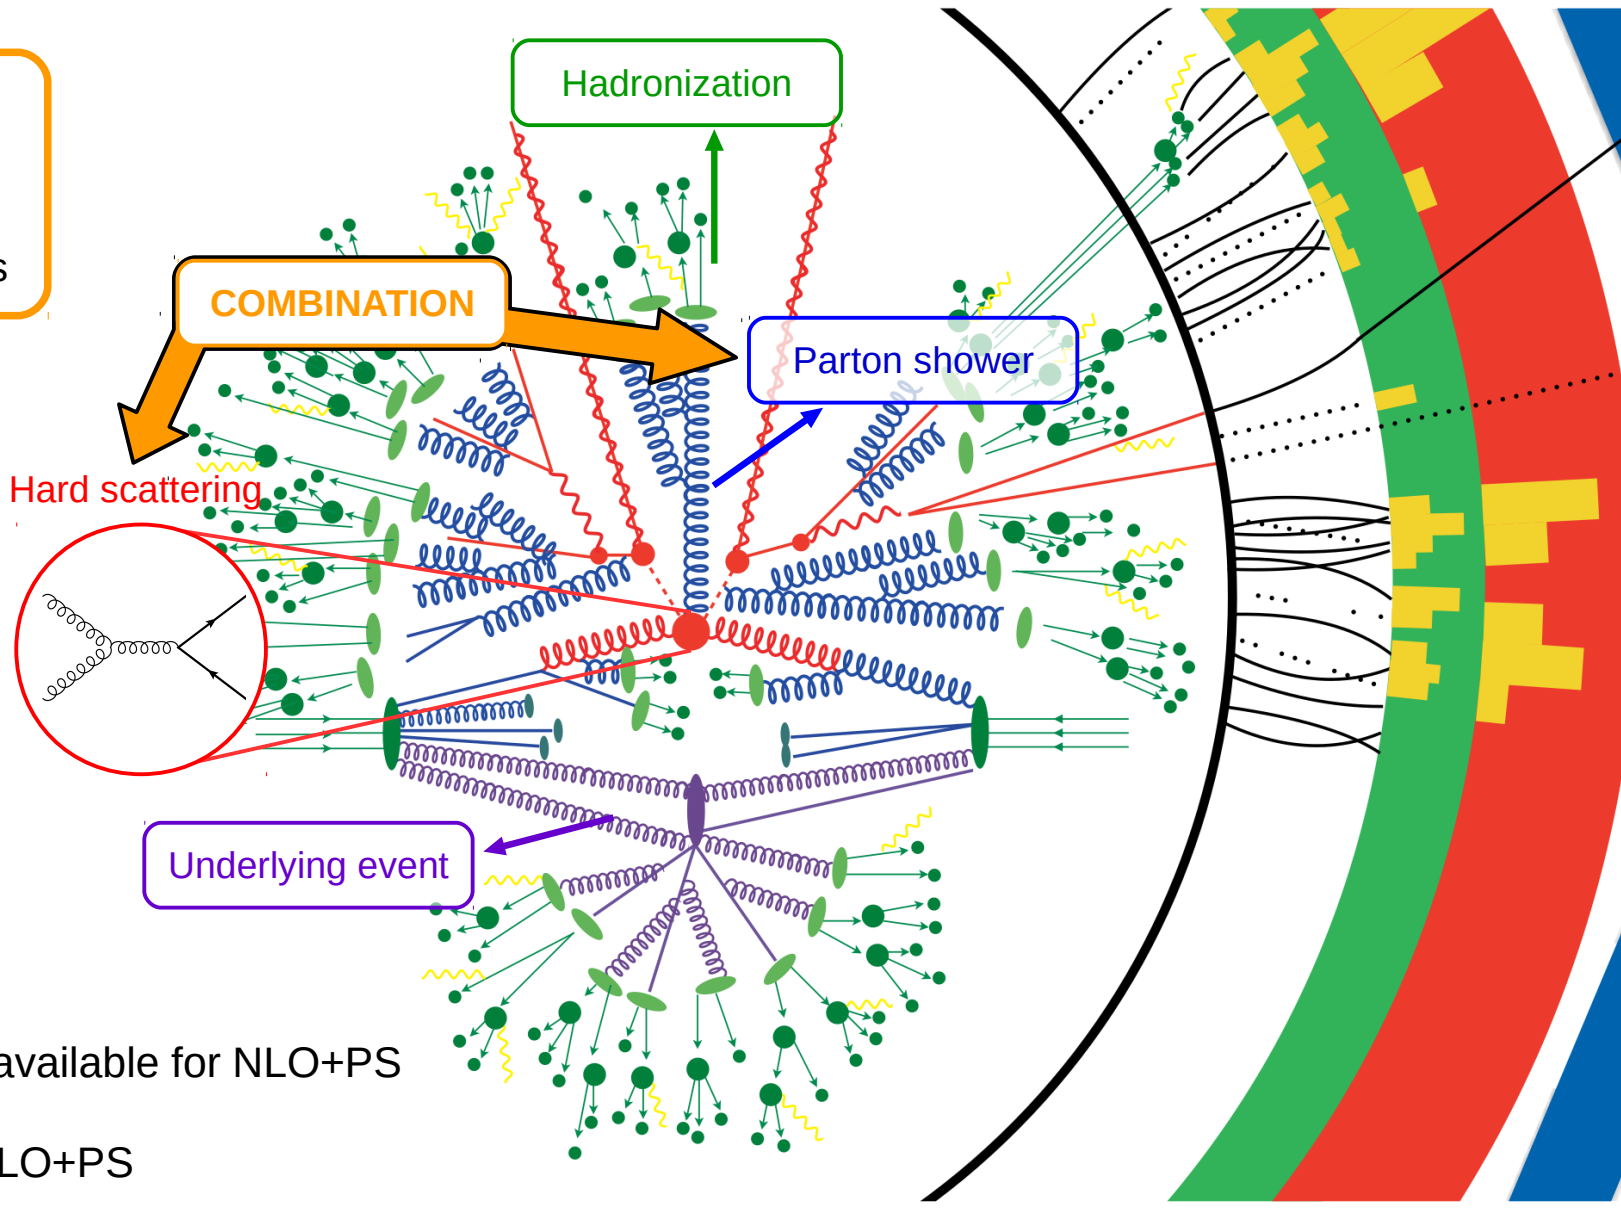 Hadronization
s
COMBINATION
Parton shower
Hard scattering
Underlying event
available for NLO+PS
LO+PS